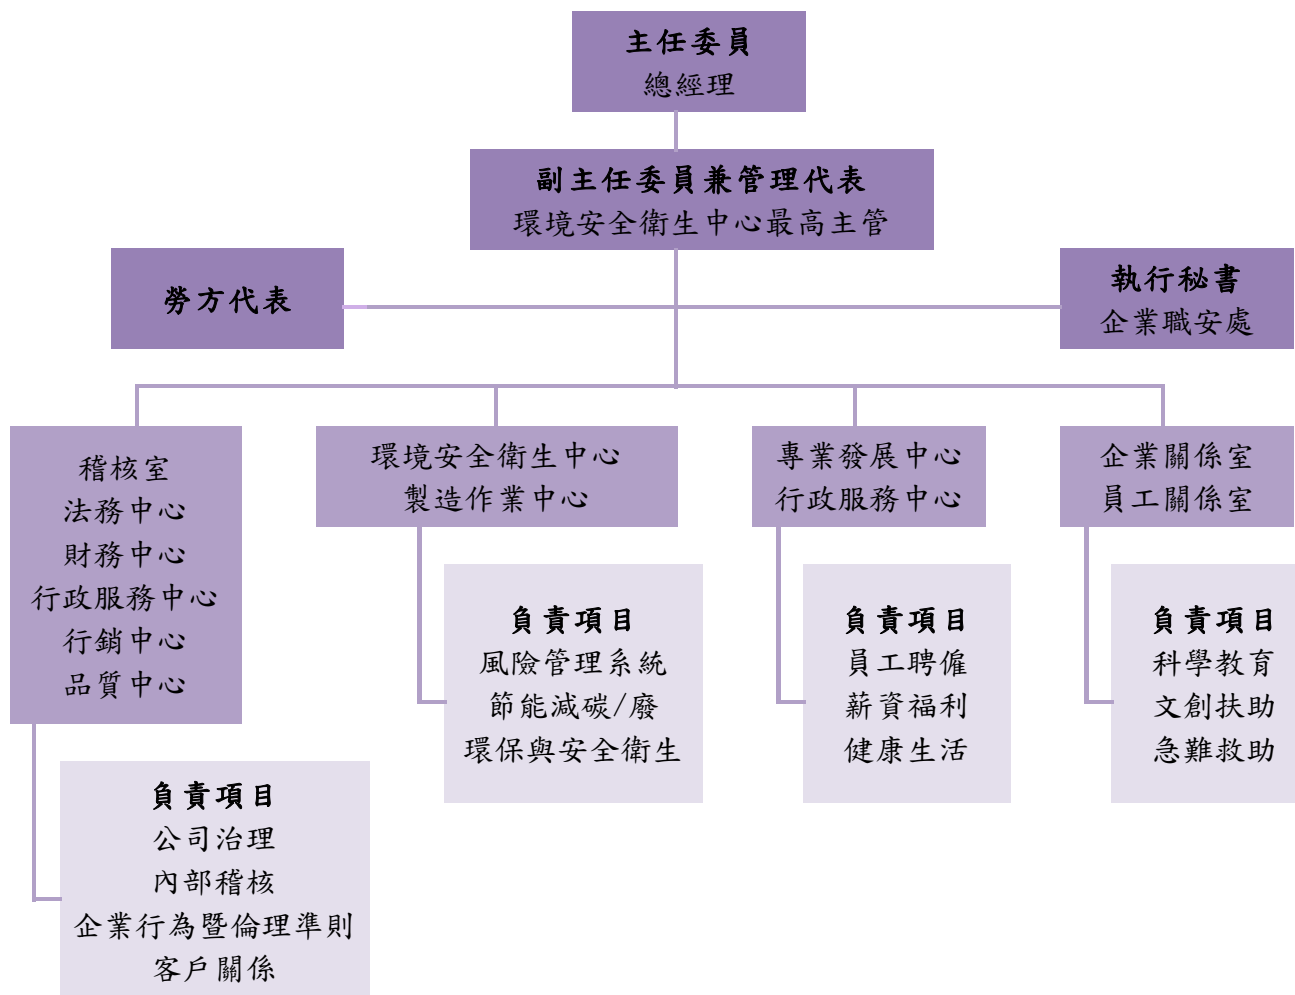 主任委員
總經理
副主任委員兼管理代表
環境安全衛生中心最高主管
勞方代表
執行秘書
企業職安處
稽核室
法務中心
財務中心
行政服務中心
行銷中心
品質中心
負責項目
公司治理
內部稽核
企業行為暨倫理準則
客戶關係
環境安全衛生中心
製造作業中心
負責項目
風險管理系統
節能減碳/廢
環保與安全衛生
專業發展中心
行政服務中心
負責項目
員工聘僱
薪資福利
健康生活
企業關係室
員工關係室
負責項目
科學教育
文創扶助
急難救助